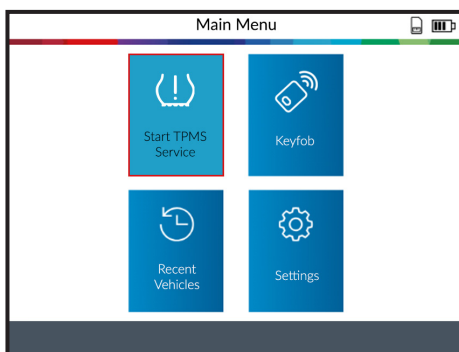 Main Menu
Start TPMS
Service
Keyfob
Recent
Vehicles
Settings